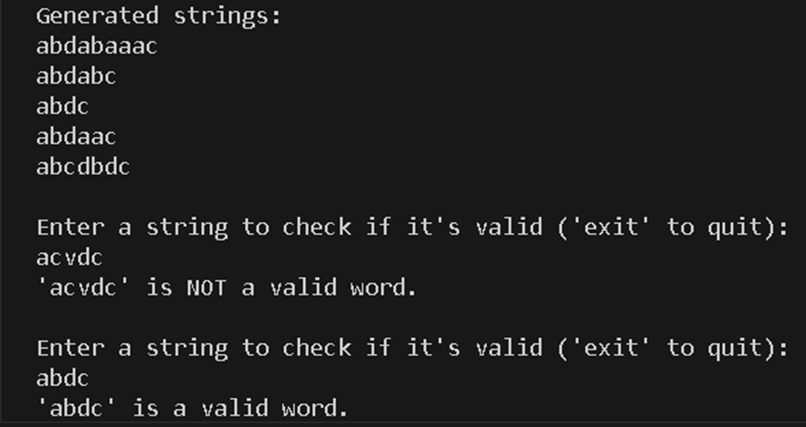 Generated strings:
abdabaaac
abdabc
abdc
abdaac
abcdbdc
Enter a string to check if it's valid ('exit' to quit):
acvdc
'acvdc' is NOT a valid word.
Enter a string to check if it's valid ('exit' to quit):
abdc
'abdc' is a valid word.